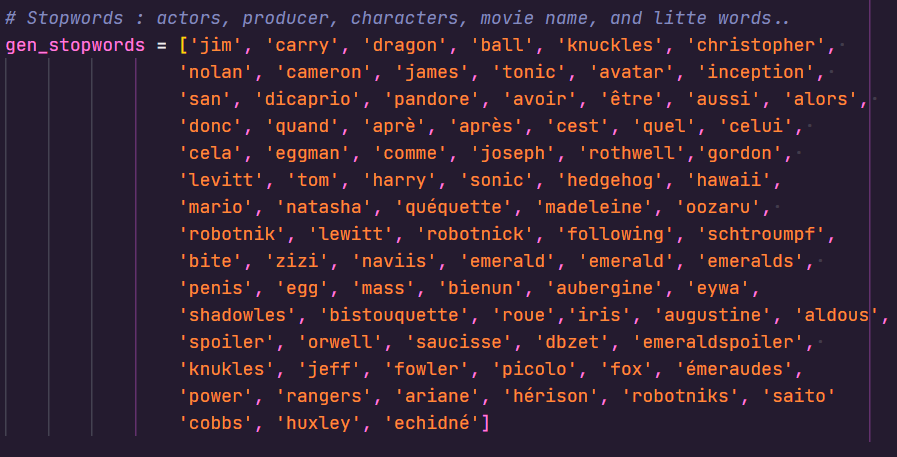 # Stopwords : actors, producer, characters, movie name, and litte words..
gen_stopwords = ['jim', 'carry', 'dragon', 'ball', 'knuckles', 'christopher',
'nolan', 'cameron', 'james', 'tonic', 'avatar', 'inception',
'san', 'dicaprio', 'pandore', 'avoir', 'être', 'aussi', 'alors',
'donc', 'quand', 'aprè', 'après', 'cest', 'quel', 'celui',
'cela', 'eggman', 'comme', 'joseph', 'rothwell','gordon',
'levitt', 'tom', 'harry', 'sonic', 'hedgehog', 'hawaii',
'mario', 'natasha', 'quéquette', 'madeleine', 'oozaru',
'robotnik', 'lewitt', 'robotnick', 'following', 'schtroumpf',
'bite', 'zizi', 'naviis', 'emerald', 'emerald', 'emeralds',
'penis', 'egg', 'mass', 'bienun', 'aubergine', 'eywa',
'shadowles', 'bistouquette', 'roue','iris', 'augustine', 'aldous',
'spoiler', 'orwell', 'saucisse', 'dbzet', 'emeraldspoiler',
'knukles', 'jeff', 'fowler', 'picolo', 'fox', 'émeraudes',
'power', 'rangers', 'ariane', 'hérison', 'robotniks', 'saito'
'cobbs', 'huxley', 'echidné']